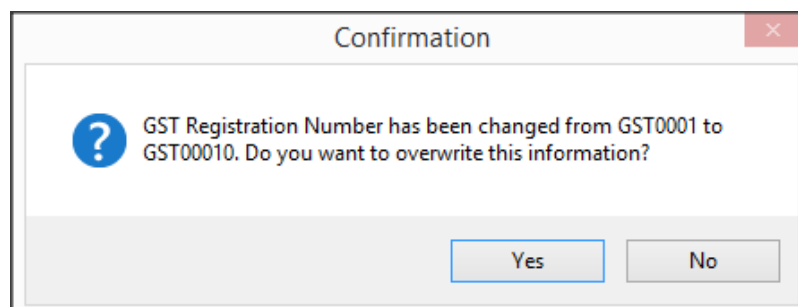 Confirmation
GST Registration Number has been changed from GST0001 to
GST00010. Do you want to overwrite this information?
Yes
No